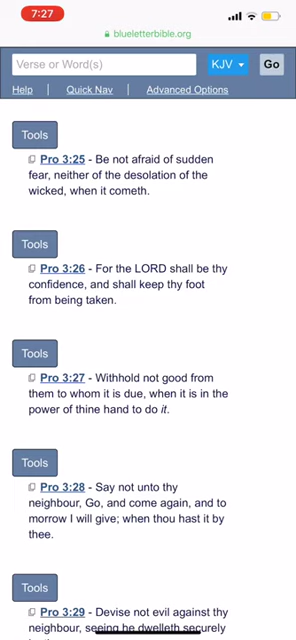 7:27
blueletterbible.org
Verse or Word(s)
KJV
Go
Help | Quick Nav | Advanced Options
Tools
Pro 3:25 - Be not afraid of sudden
fear, neither of the desolation of the
wicked, when it cometh.
Tools
Pro 3:26 - For the LORD shall be thy
confidence, and shall keep thy foot
from being taken.
Tools
Pro 3:27 - Withhold not good from
them to whom it is due, when it is in the
power of thine hand to do it.
Tools
Pro 3:28 - Say not unto thy
neighbour, Go, and come again, and to
morrow I will give; when thou hast it by
thee.
Tools
Pro 3:29 - Devise not evil against thy
neighbour, seeing he dwelleth securely